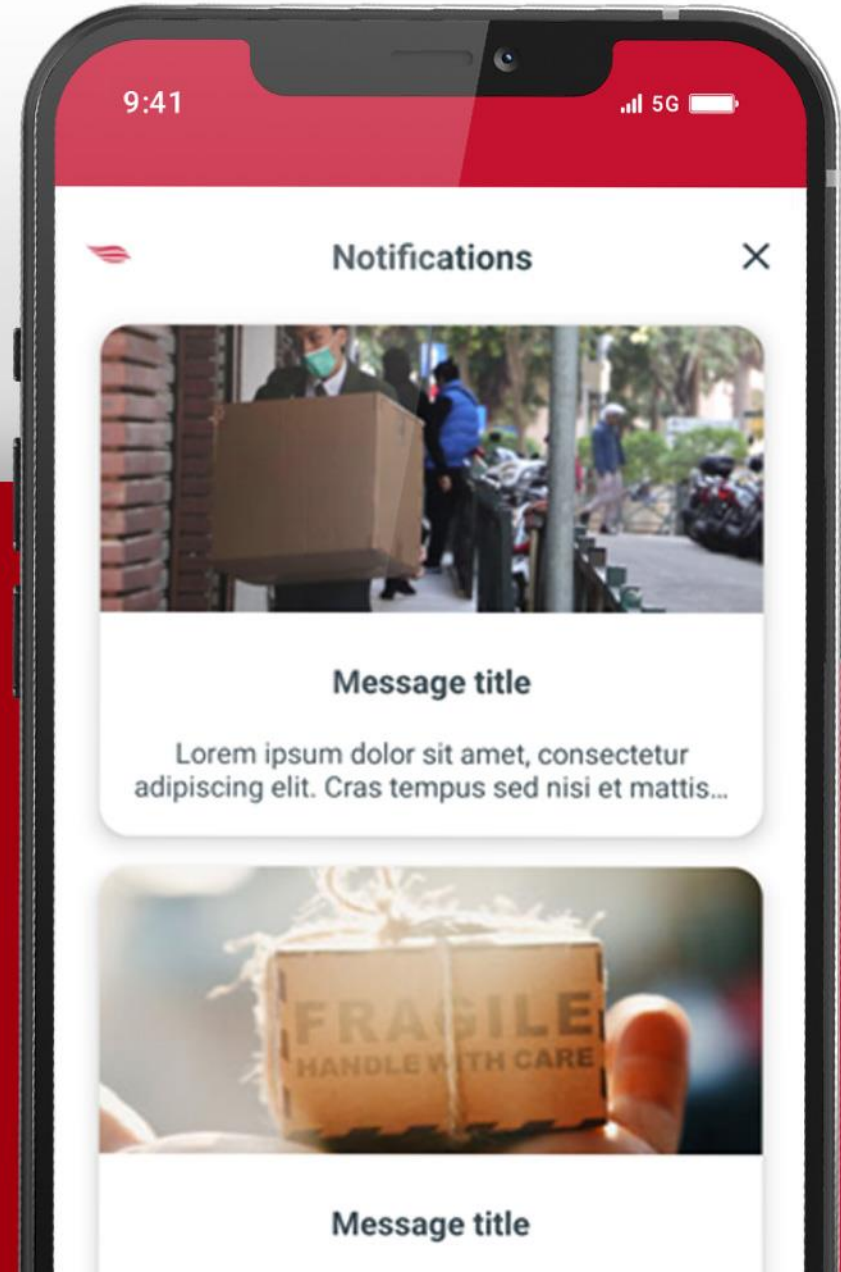 9:41
5G
Notifications
Message title
Lorem ipsum dolor sit amet, consectetur
adipiscing elit. Cras tempus sed nisi et mattis...
FRAGILE
HANDLE WITH CARE
Message title